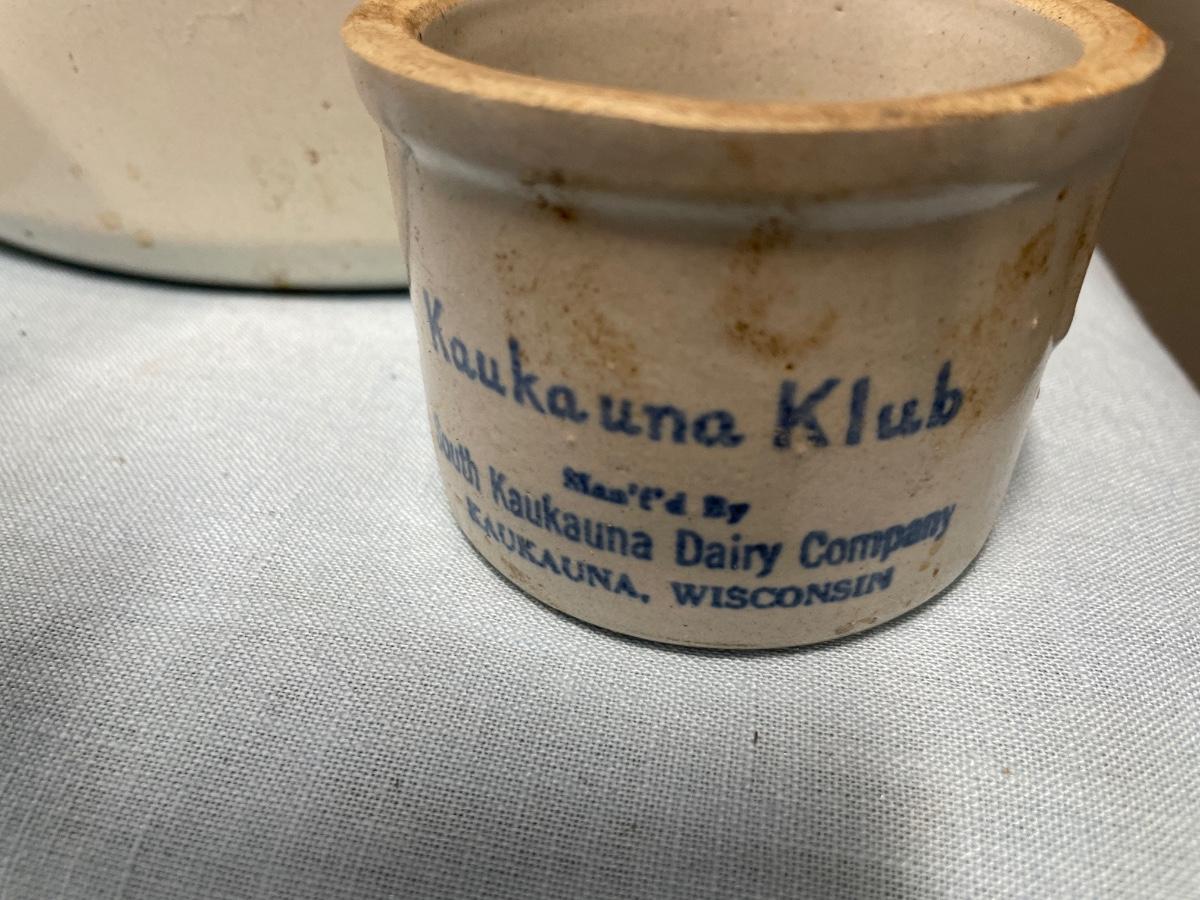 Kaukauna Klub
Man'f'd By
South Kaukauna Dairy Company
KAUKAUNA, WISCONSIN